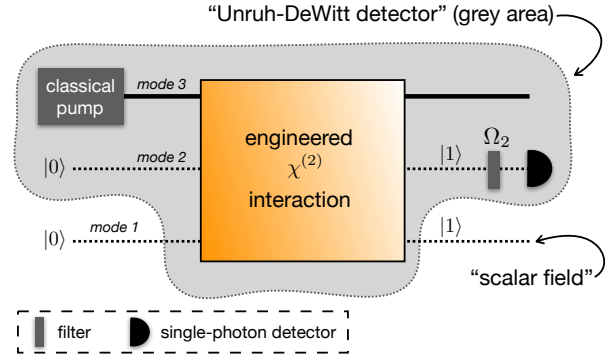 “Unruh-DeWitt detector” (grey area)
classical
pump
mode 3
engineered
χ⁽²⁾
interaction
Ω₂
|0⟩
mode 2
|1⟩
|0⟩
mode 1
|1⟩
“scalar field”
filter
single-photon detector